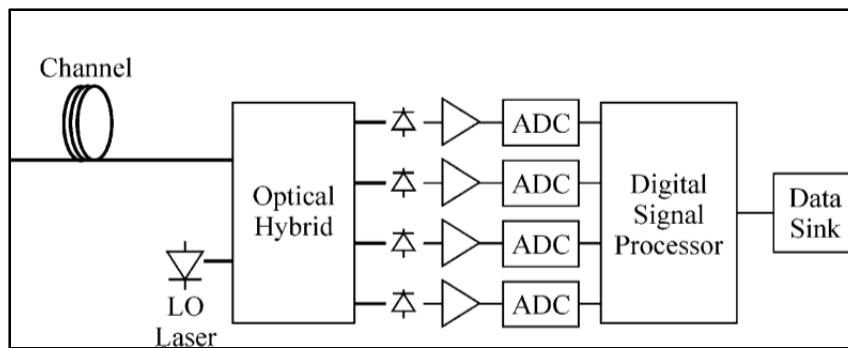 Channel
Optical
Hybrid
LO
Laser
ADC
ADC
ADC
ADC
Digital
Signal
Processor
Data
Sink